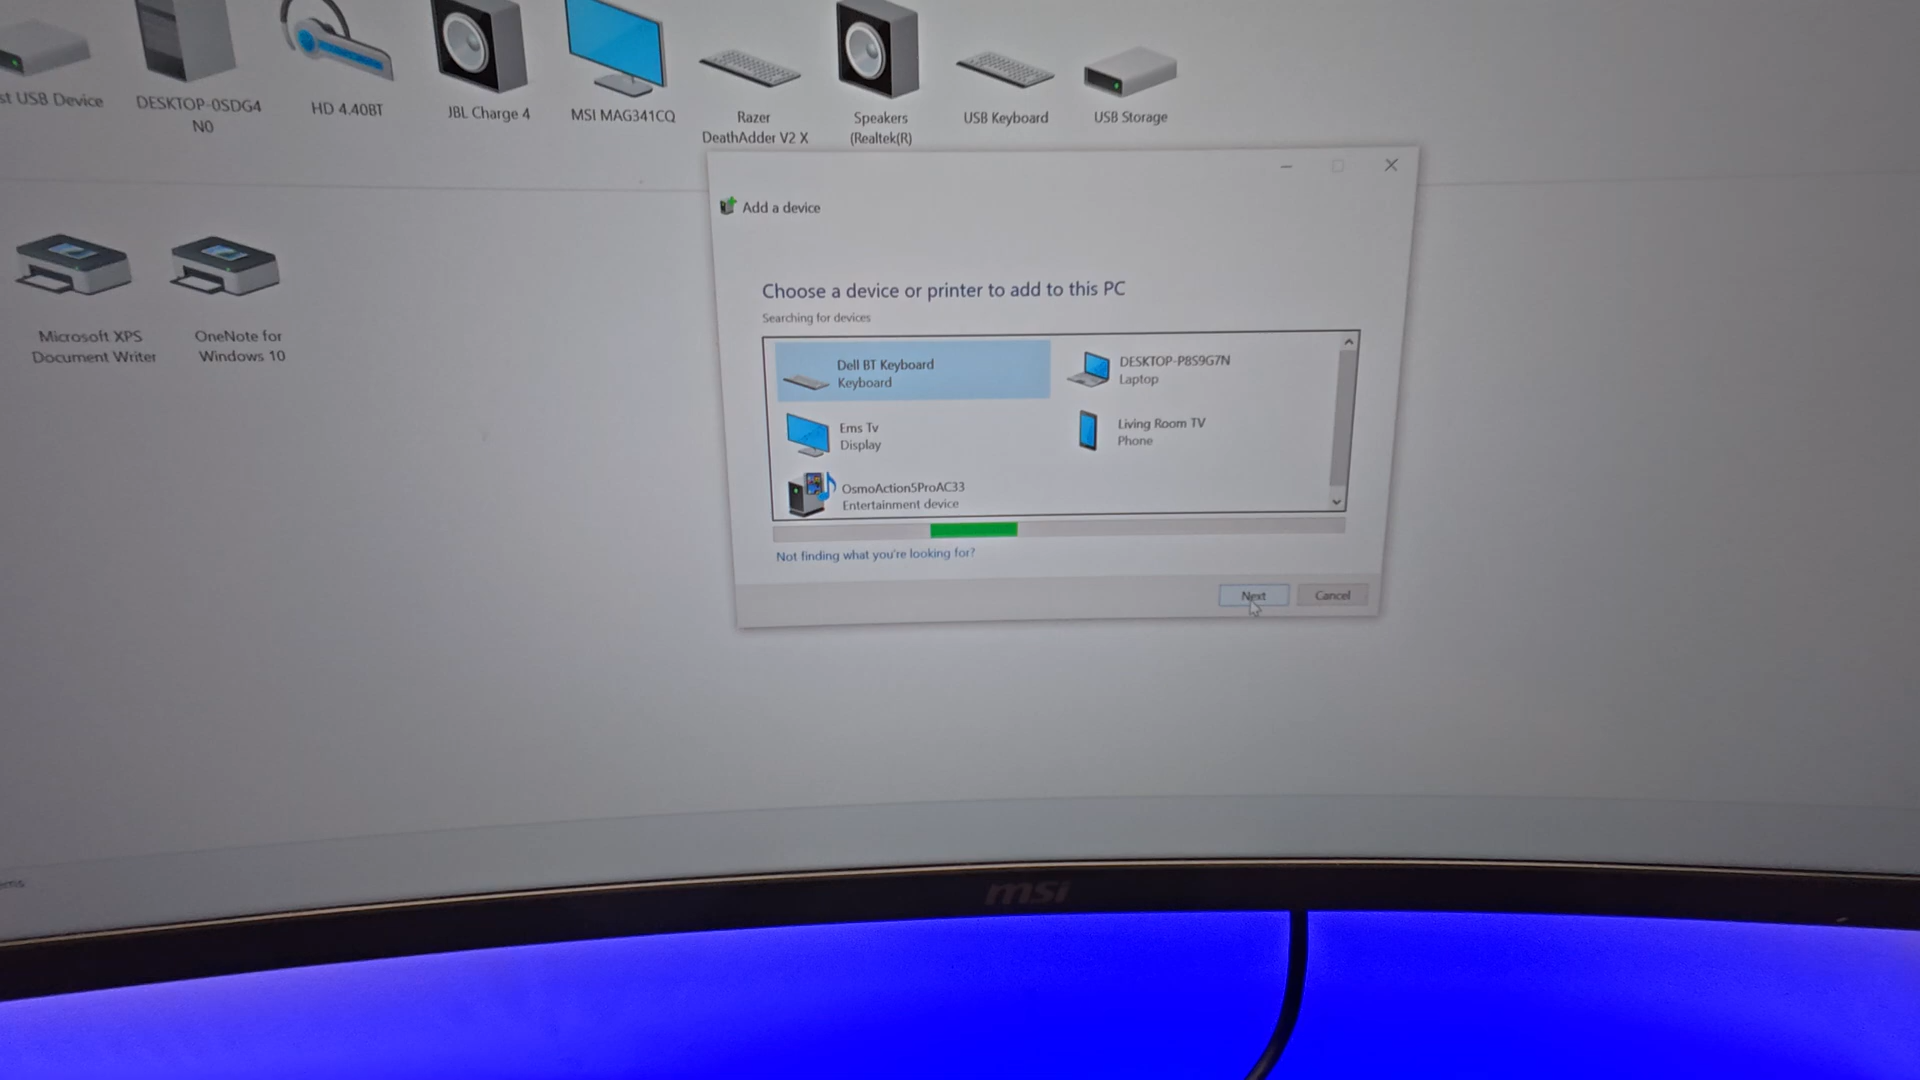 st USB Device
DESKTOP-0SDG4
N0
HD 4.40BT
JBL Charge 4
MSI MAG341CQ
Razer
DeathAdder V2 X
Speakers
(Realtek(R)
USB Keyboard
USB Storage
Microsoft XPS
Document Writer
OneNote for
Windows 10
Add a device
Choose a device or printer to add to this PC
Searching for devices
Dell BT Keyboard
Keyboard
DESKTOP-P8S9G7N
Laptop
Ems Tv
Display
Living Room TV
Phone
OsmoAction5ProAC33
Entertainment device
Not finding what you're looking for?
Next
Cancel
msi